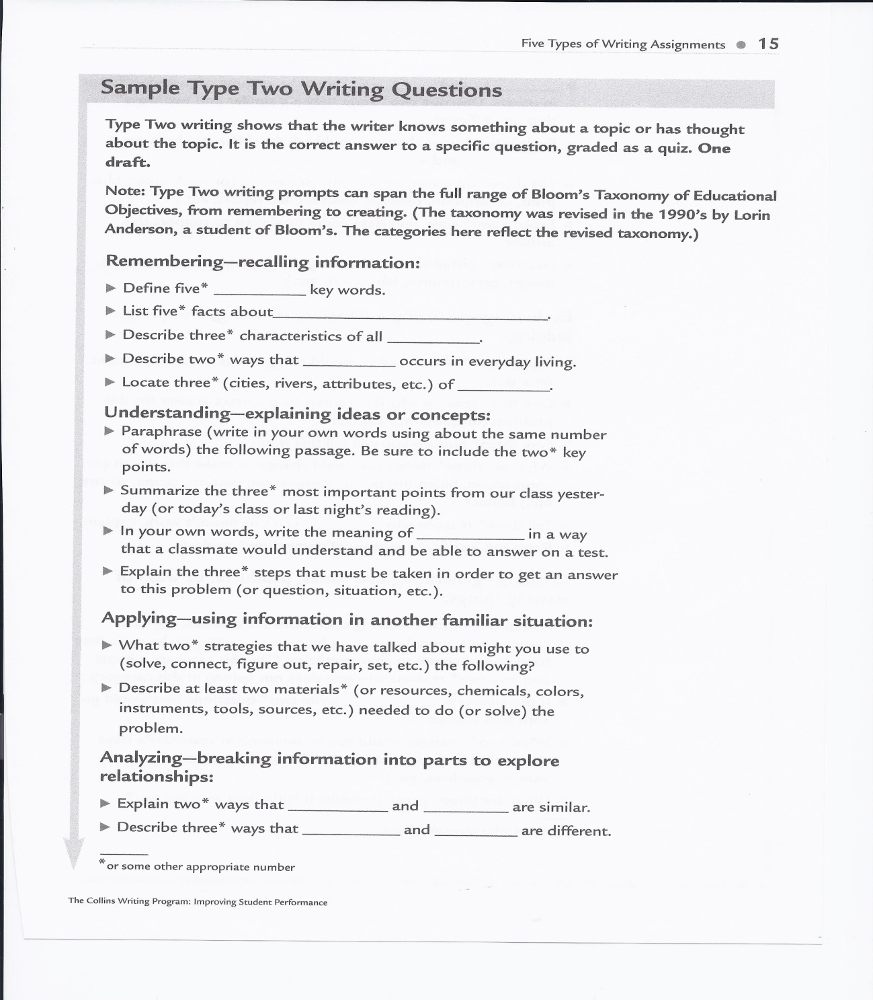 Five Types of Writing Assignments ● 15
Sample Type Two Writing Questions
Type Two writing shows that the writer knows something about a topic or has thought
about the topic. It is the correct answer to a specific question, graded as a quiz. One
draft.
Note: Type Two writing prompts can span the full range of Bloom's Taxonomy of Educational
Objectives, from remembering to creating. (The taxonomy was revised in the 1990's by Lorin
Anderson, a student of Bloom's. The categories here reflect the revised taxonomy.)
Remembering—recalling information:
▶ Define five* ____________ key words.
▶ List five* facts about____________________________________.
▶ Describe three* characteristics of all ____________.
▶ Describe two* ways that ____________ occurs in everyday living.
▶ Locate three* (cities, rivers, attributes, etc.) of ____________.
Understanding—explaining ideas or concepts:
▶ Paraphrase (write in your own words using about the same number
of words) the following passage. Be sure to include the two* key
points.
▶ Summarize the three* most important points from our class yester-
day (or today's class or last night's reading).
▶ In your own words, write the meaning of ______________ in a way
that a classmate would understand and be able to answer on a test.
▶ Explain the three* steps that must be taken in order to get an answer
to this problem (or question, situation, etc.).
Applying—using information in another familiar situation:
▶ What two* strategies that we have talked about might you use to
(solve, connect, figure out, repair, set, etc.) the following?
▶ Describe at least two materials* (or resources, chemicals, colors,
instruments, tools, sources, etc.) needed to do (or solve) the
problem.
Analyzing—breaking information into parts to explore
relationships:
▶ Explain two* ways that _____________ and ___________ are similar.
▶ Describe three* ways that _____________ and ___________ are different.
*or some other appropriate number
The Collins Writing Program: Improving Student Performance